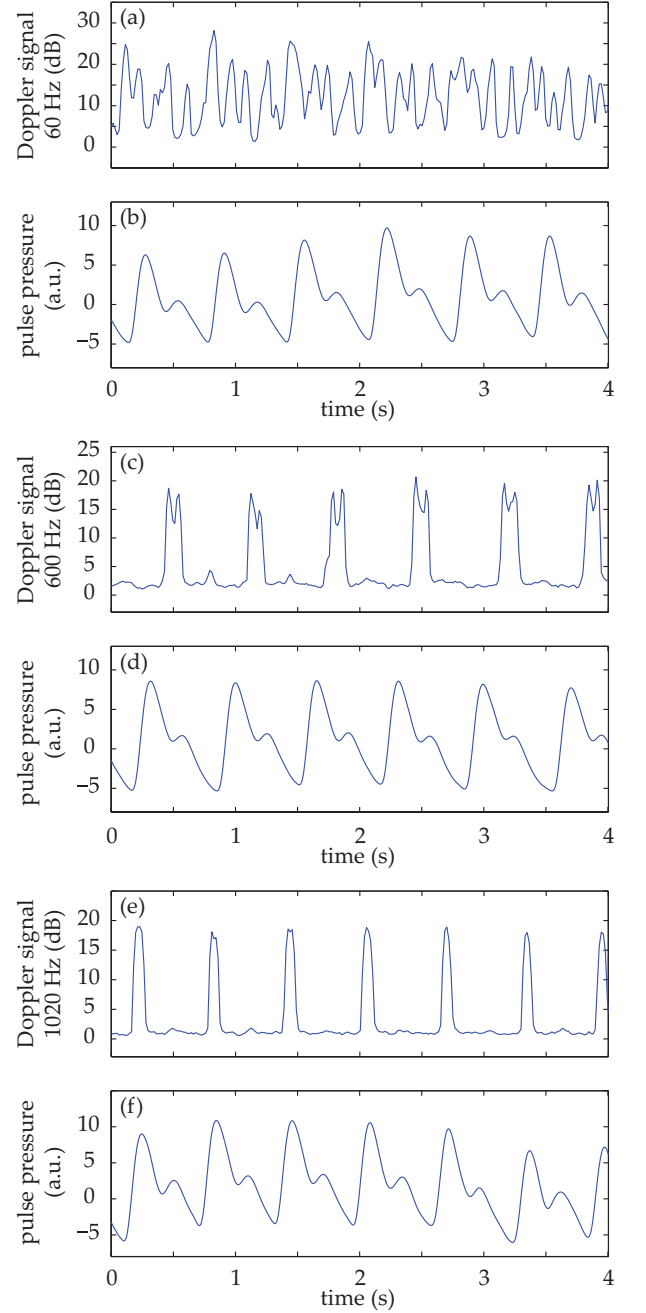 (a)
Doppler signal
60 Hz (dB)
30
20
10
0
(b)
pulse pressure
(a.u.)
10
5
0
−5
0 1 2 3 4
time (s)
(c)
Doppler signal
600 Hz (dB)
25
20
15
10
5
0
(d)
pulse pressure
(a.u.)
10
5
0
−5
0 1 2 3 4
time (s)
(e)
Doppler signal
1020 Hz (dB)
20
15
10
5
0
(f)
pulse pressure
(a.u.)
10
5
0
−5
0 1 2 3 4
time (s)